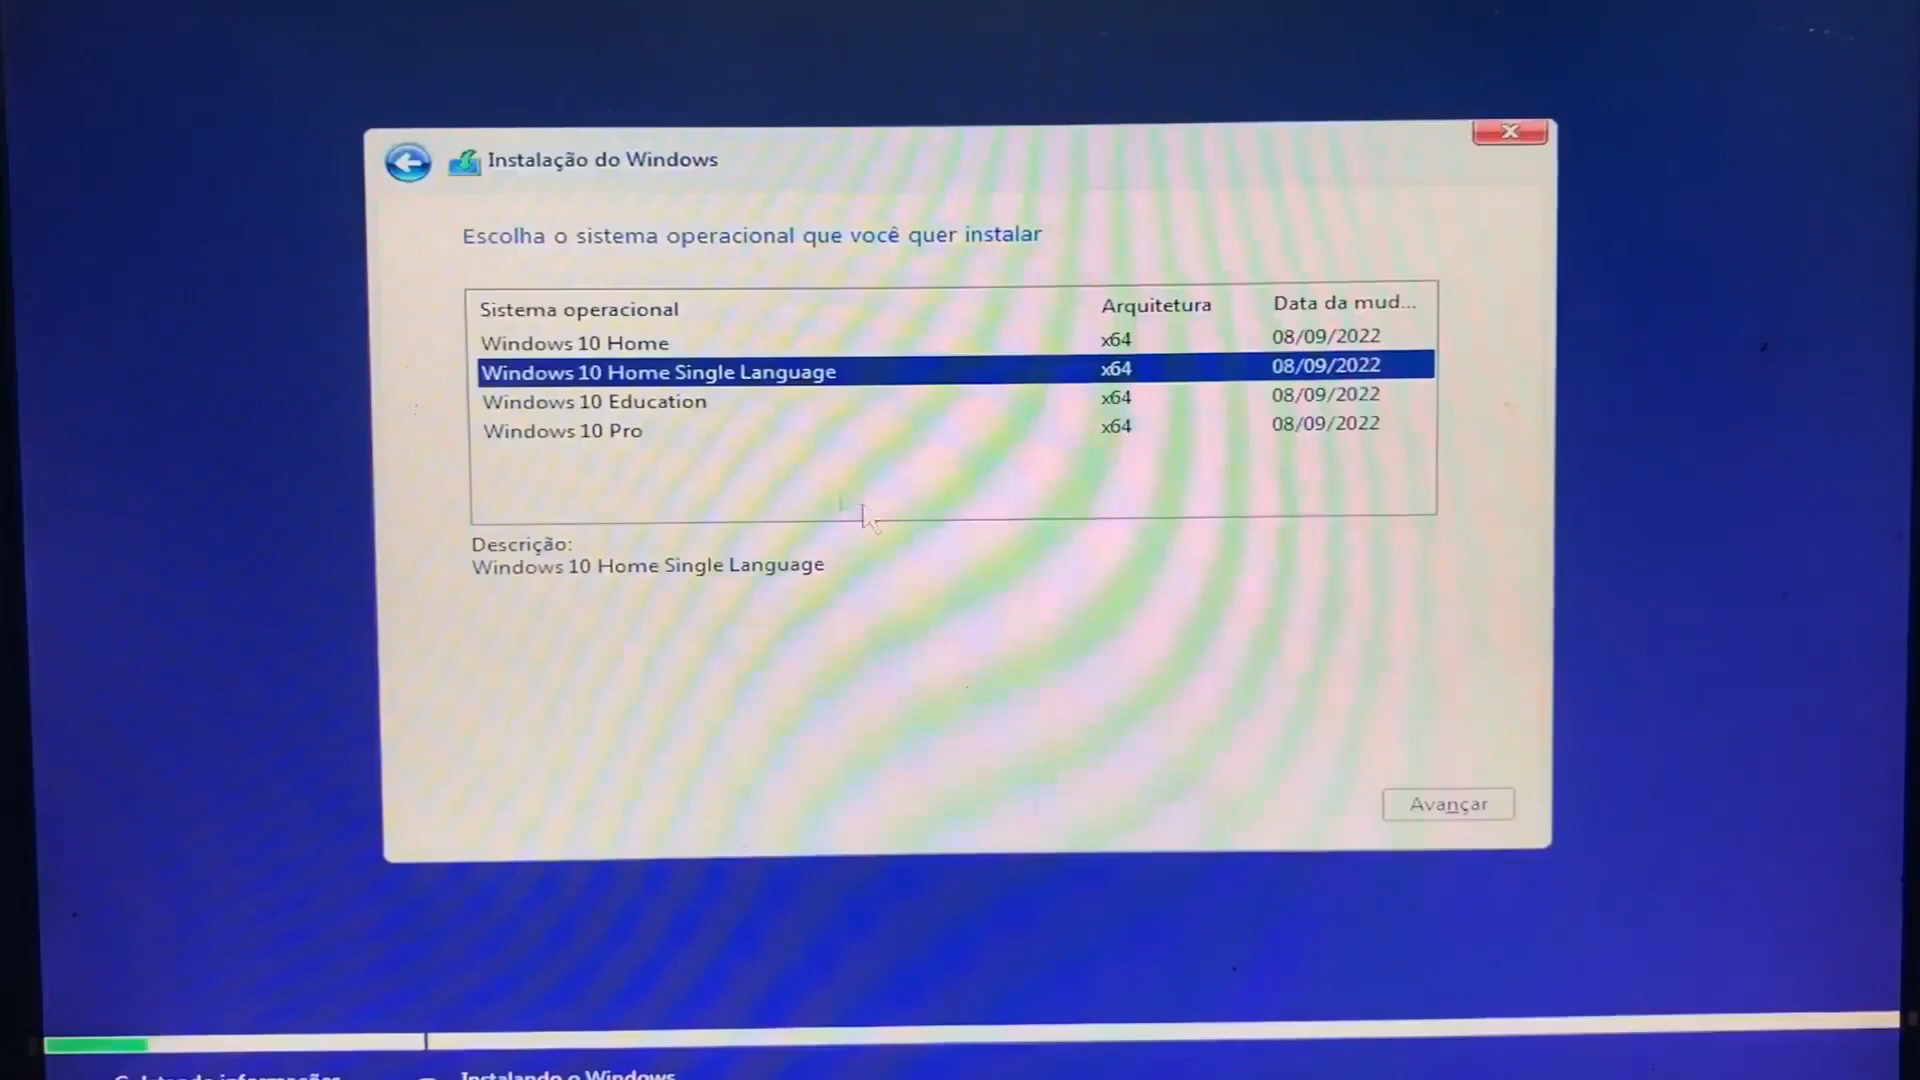 Instalação do Windows
Escolha o sistema operacional que você quer instalar
Sistema operacional Arquitetura Data da mud...
Windows 10 Home x64 08/09/2022
Windows 10 Home Single Language x64 08/09/2022
Windows 10 Education x64 08/09/2022
Windows 10 Pro x64 08/09/2022
Descrição:
Windows 10 Home Single Language
Avançar
Instalando o Windows